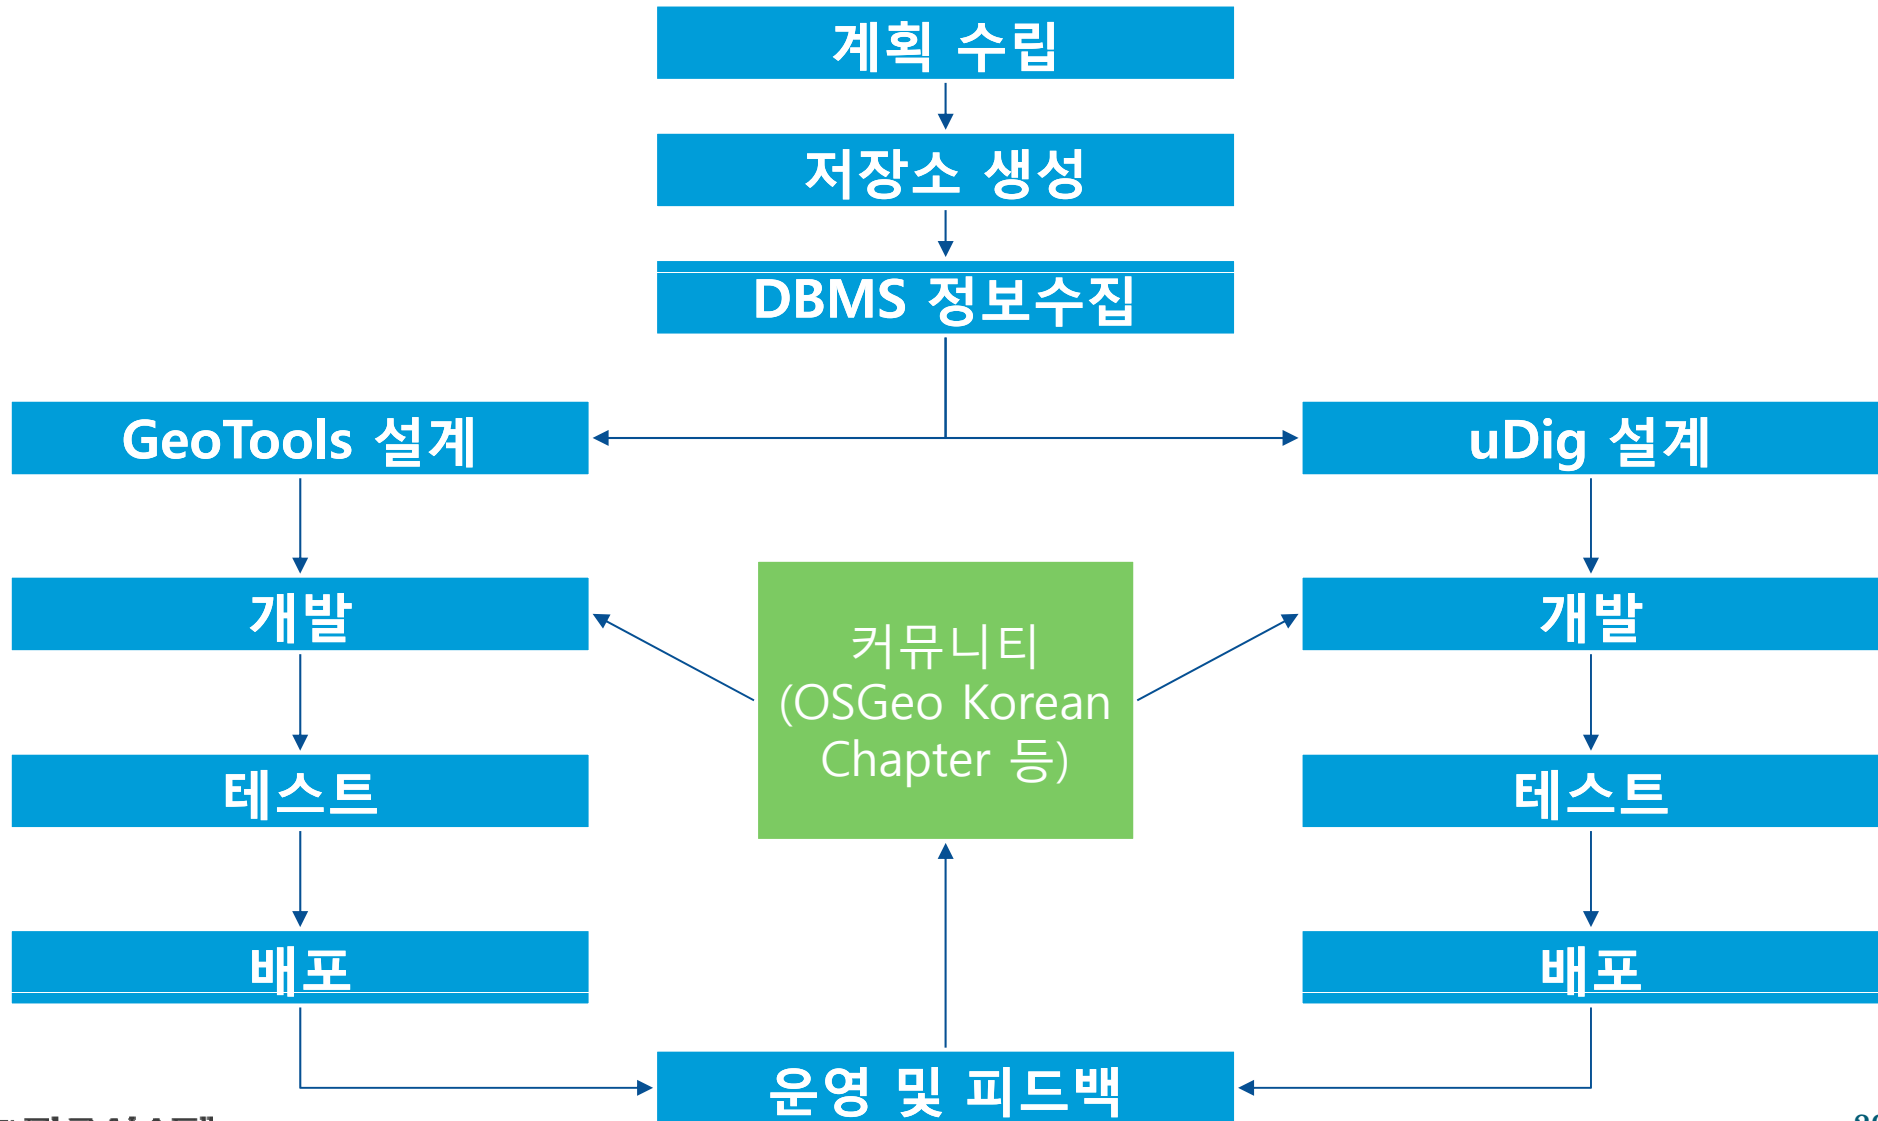 계획 수립
저장소 생성
DBMS 정보수집
GeoTools 설계
uDig 설계
개발
커뮤니티
(OSGeo Korean
Chapter 등)
개발
테스트
테스트
배포
배포
운영 및 피드백